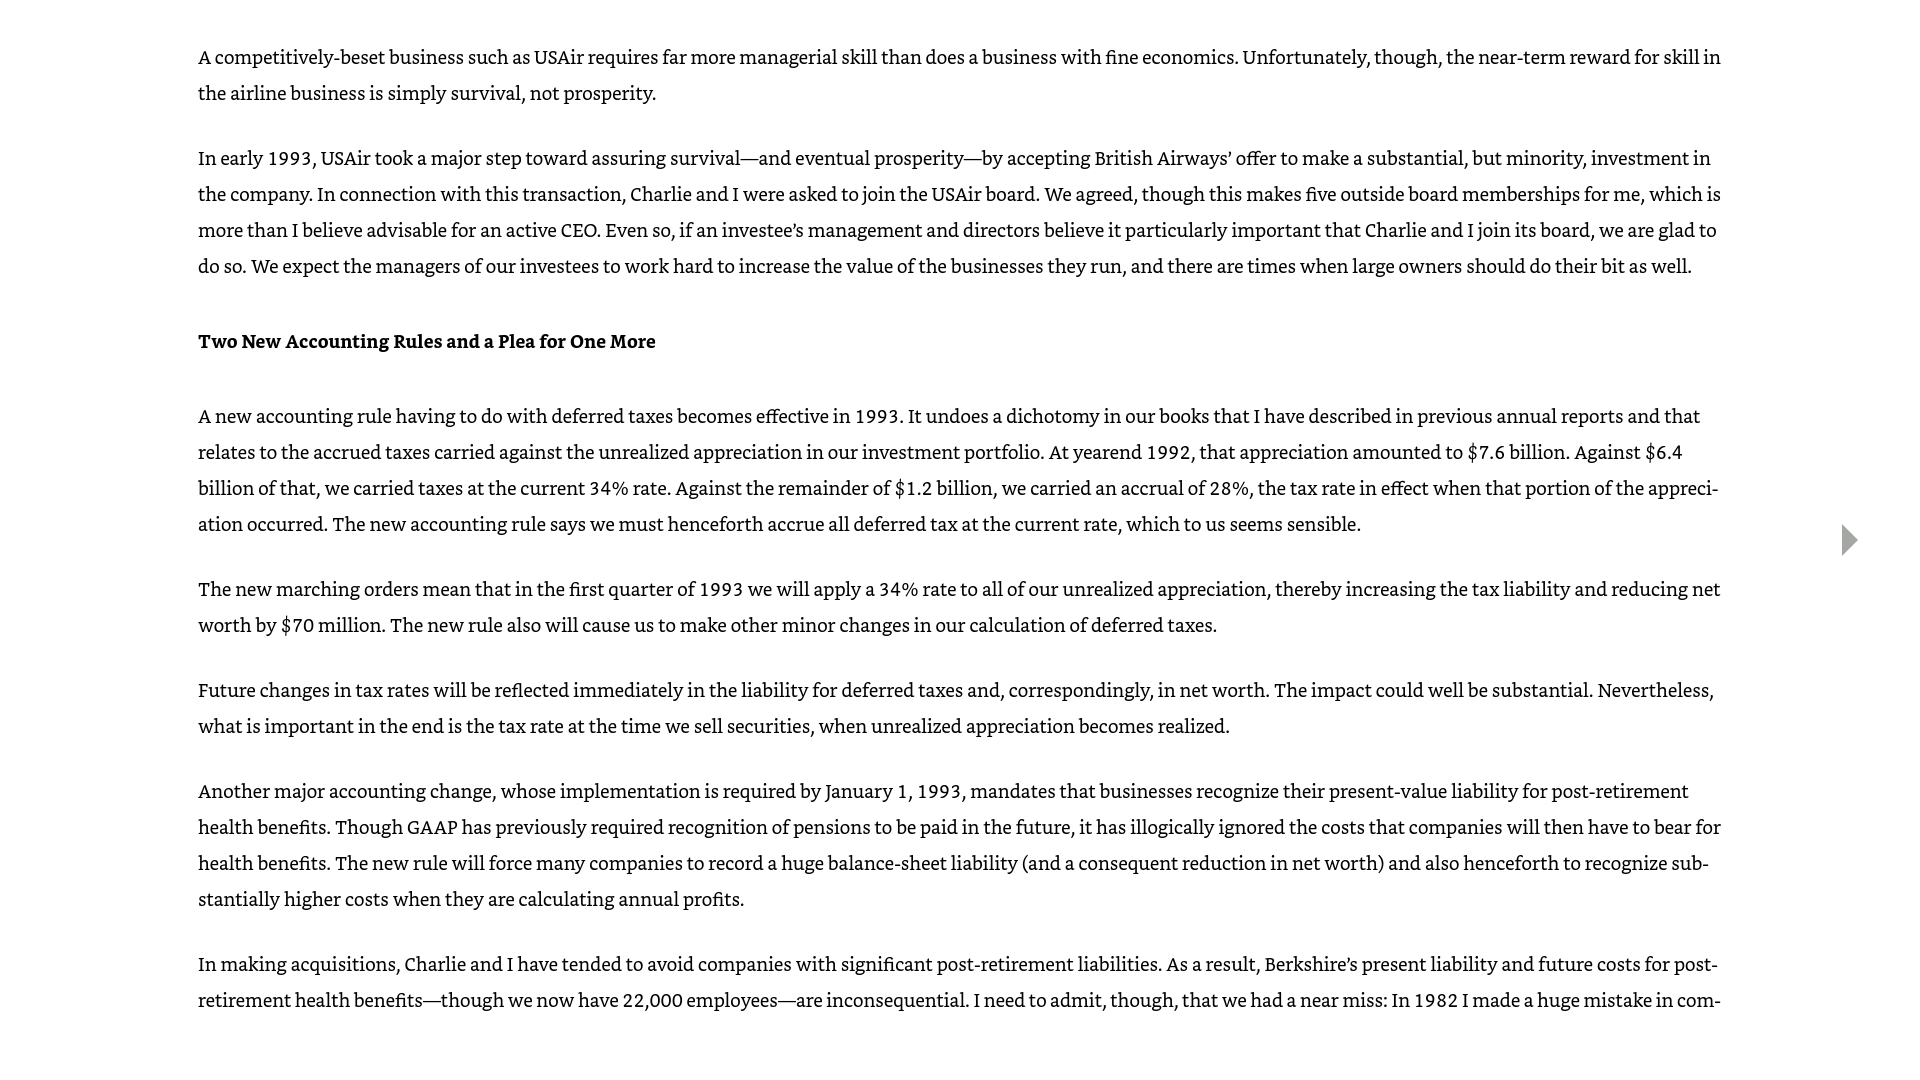 A competitively-beset business such as USAir requires far more managerial skill than does a business with fine economics. Unfortunately, though, the near-term reward for skill in
the airline business is simply survival, not prosperity.
In early 1993, USAir took a major step toward assuring survival—and eventual prosperity—by accepting British Airways’ offer to make a substantial, but minority, investment in
the company. In connection with this transaction, Charlie and I were asked to join the USAir board. We agreed, though this makes five outside board memberships for me, which is
more than I believe advisable for an active CEO. Even so, if an investee’s management and directors believe it particularly important that Charlie and I join its board, we are glad to
do so. We expect the managers of our investees to work hard to increase the value of the businesses they run, and there are times when large owners should do their bit as well.
Two New Accounting Rules and a Plea for One More
A new accounting rule having to do with deferred taxes becomes effective in 1993. It undoes a dichotomy in our books that I have described in previous annual reports and that
relates to the accrued taxes carried against the unrealized appreciation in our investment portfolio. At yearend 1992, that appreciation amounted to $7.6 billion. Against $6.4
billion of that, we carried taxes at the current 34% rate. Against the remainder of $1.2 billion, we carried an accrual of 28%, the tax rate in effect when that portion of the appreci-
ation occurred. The new accounting rule says we must henceforth accrue all deferred tax at the current rate, which to us seems sensible.
The new marching orders mean that in the first quarter of 1993 we will apply a 34% rate to all of our unrealized appreciation, thereby increasing the tax liability and reducing net
worth by $70 million. The new rule also will cause us to make other minor changes in our calculation of deferred taxes.
Future changes in tax rates will be reflected immediately in the liability for deferred taxes and, correspondingly, in net worth. The impact could well be substantial. Nevertheless,
what is important in the end is the tax rate at the time we sell securities, when unrealized appreciation becomes realized.
Another major accounting change, whose implementation is required by January 1, 1993, mandates that businesses recognize their present-value liability for post-retirement
health benefits. Though GAAP has previously required recognition of pensions to be paid in the future, it has illogically ignored the costs that companies will then have to bear for
health benefits. The new rule will force many companies to record a huge balance-sheet liability (and a consequent reduction in net worth) and also henceforth to recognize sub-
stantially higher costs when they are calculating annual profits.
In making acquisitions, Charlie and I have tended to avoid companies with significant post-retirement liabilities. As a result, Berkshire’s present liability and future costs for post-
retirement health benefits—though we now have 22,000 employees—are inconsequential. I need to admit, though, that we had a near miss: In 1982 I made a huge mistake in com-